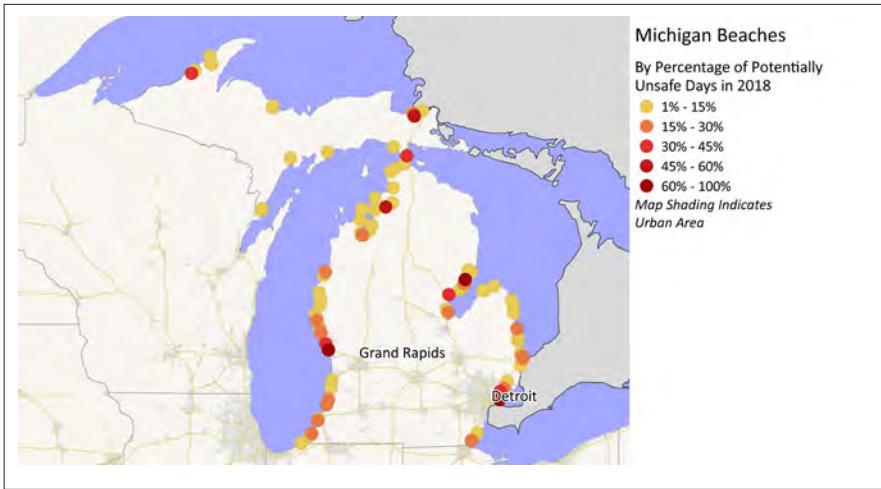 Michigan Beaches
By Percentage of Potentially
Unsafe Days in 2018
1% - 15%
15% - 30%
30% - 45%
45% - 60%
60% - 100%
Map Shading Indicates
Urban Area
Grand Rapids
Detroit